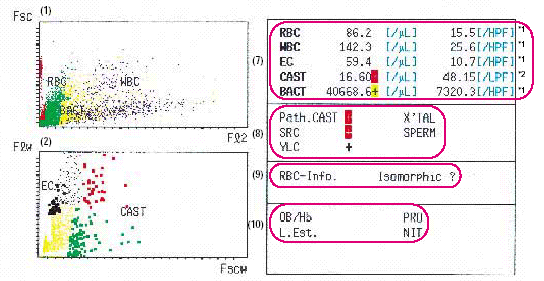 Fsc (1)
RBC WBC
BACT
Fl2
Flw (2)
EC
CAST
Fscw
(7)
RBC 86.2 [/μL] 15.5[/HPF] *1
WBC 142.3 [/μL] 25.6[/HPF] *1
EC 59.4 [/μL] 10.7[/HPF] *1
CAST 16.60+ [/μL] 48.15[/LPF] *2
BACT 40668.6+ [/μL] 7320.3[/HPF] *1
(8)
Path.CAST + X'TAL
SRC + SPERM
YLC +
(9) RBC-Info. Isomorphic ?
(10)
OB/Hb PRO
L.Est. NIT